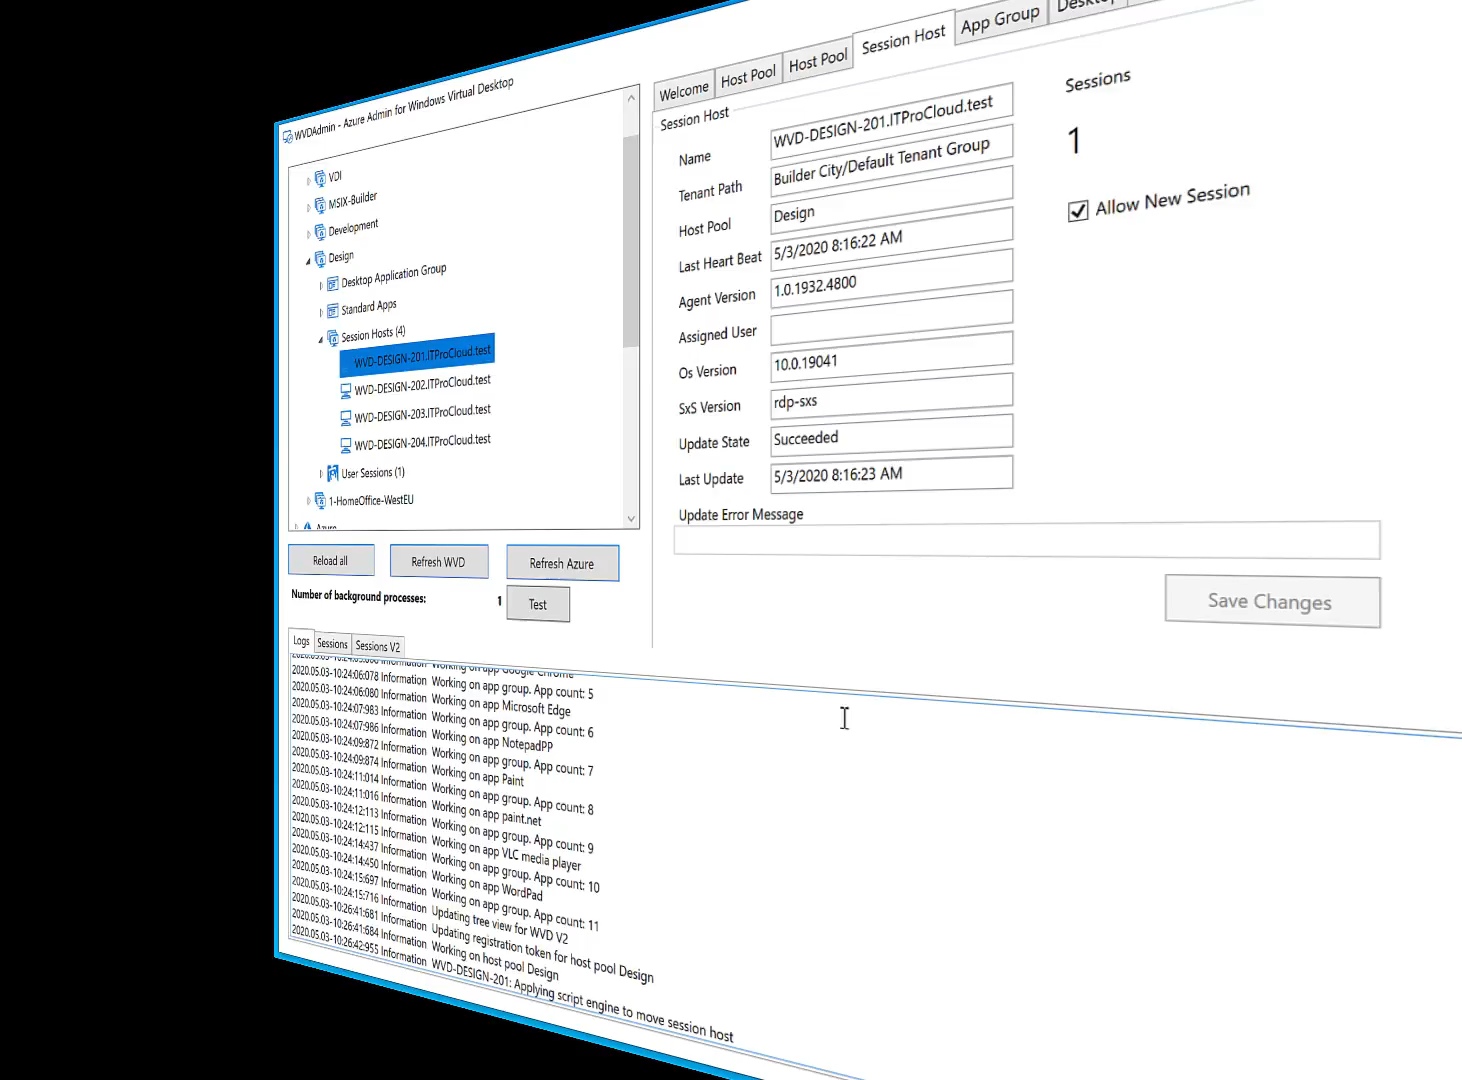 WVDAdmin - Azure Admin for Windows Virtual Desktop
VDI
MSIX-Builder
Development
Design
Desktop Application Group
Standard Apps
Session Hosts (4)
WVD-DESIGN-201.ITProCloud.test
WVD-DESIGN-202.ITProCloud.test
WVD-DESIGN-203.ITProCloud.test
WVD-DESIGN-204.ITProCloud.test
User Sessions (1)
1-HomeOffice-WestEU
Azure
Reload all
Refresh WVD
Refresh Azure
Number of background processes: 1
Test
Welcome
Host Pool
Host Pool
Session Host
App Group
Desktop
Session Host
Name WVD-DESIGN-201.ITProCloud.test
Tenant Path Builder City/Default Tenant Group
Host Pool Design
Last Heart Beat 5/3/2020 8:16:22 AM
Agent Version 1.0.1932.4800
Assigned User
Os Version 10.0.19041
SxS Version rdp-sxs
Update State Succeeded
Last Update 5/3/2020 8:16:23 AM
Update Error Message
Sessions
1
Allow New Session
Save Changes
Logs
Sessions
Sessions V2
Information Working on app Google Chrome
2020.05.03-10:24:06:078 Information Working on app group. App count: 5
2020.05.03-10:24:06:080 Information Working on app Microsoft Edge
2020.05.03-10:24:07:983 Information Working on app group. App count: 6
2020.05.03-10:24:07:986 Information Working on app NotepadPP
2020.05.03-10:24:09:872 Information Working on app group. App count: 7
2020.05.03-10:24:09:874 Information Working on app Paint
2020.05.03-10:24:11:014 Information Working on app group. App count: 8
2020.05.03-10:24:11:016 Information Working on app paint.net
2020.05.03-10:24:12:113 Information Working on app group. App count: 9
2020.05.03-10:24:12:115 Information Working on app VLC media player
2020.05.03-10:24:14:437 Information Working on app group. App count: 10
2020.05.03-10:24:14:450 Information Working on app WordPad
2020.05.03-10:24:15:697 Information Working on app group. App count: 11
2020.05.03-10:24:15:716 Information Updating tree view for WVD V2
2020.05.03-10:26:41:681 Information Updating registration token for host pool Design
2020.05.03-10:26:41:684 Information Working on host pool Design
2020.05.03-10:26:42:955 Information WVD-DESIGN-201: Applying script engine to move session host